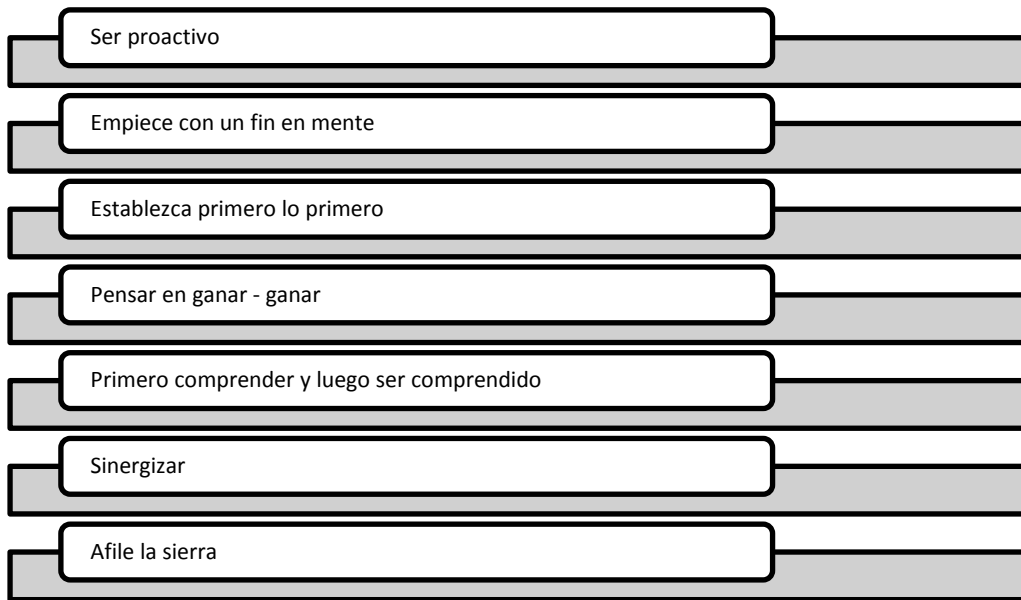 Ser proactivo
Empiece con un fin en mente
Establezca primero lo primero
Pensar en ganar - ganar
Primero comprender y luego ser comprendido
Sinergizar
Afile la sierra